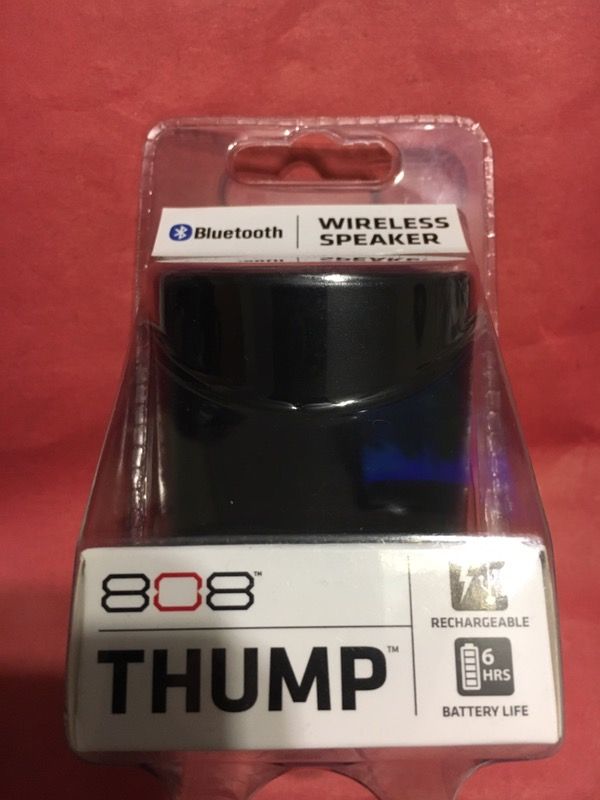 Bluetooth
WIRELESS
SPEAKER
808™
THUMP™
RECHARGEABLE
6
HRS
BATTERY LIFE